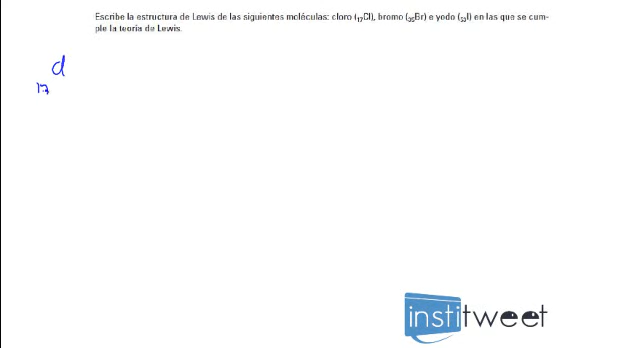 Escribe la estructura de Lewis de las siguientes moléculas: cloro (₁₇Cl), bromo (₃₅Br) e yodo (₅₃I) en las que se cum-
ple la teoría de Lewis.
₁₇Cl
institweet